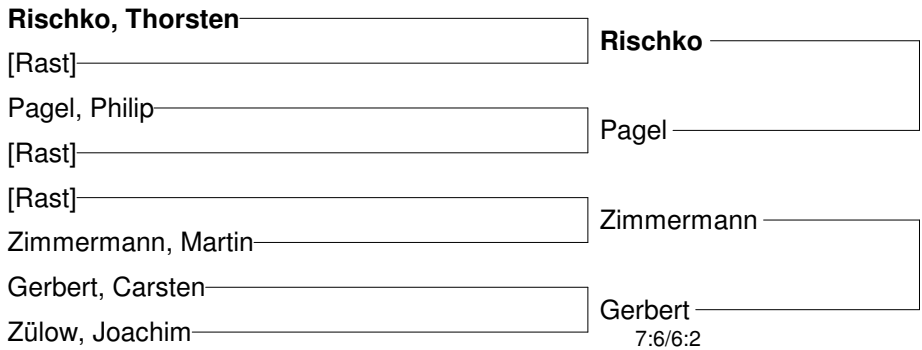 Rischko, Thorsten
[Rast]
Pagel, Philip
[Rast]
[Rast]
Zimmermann, Martin
Gerbert, Carsten
Zülow, Joachim
Rischko
Pagel
Zimmermann
Gerbert
7:6/6:2